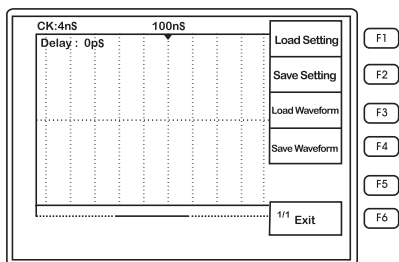 CK:4nS 100nS
Delay : 0pS
Load Setting
Save Setting
Load Waveform
Save Waveform
1/1 Exit
F1
F2
F3
F4
F5
F6